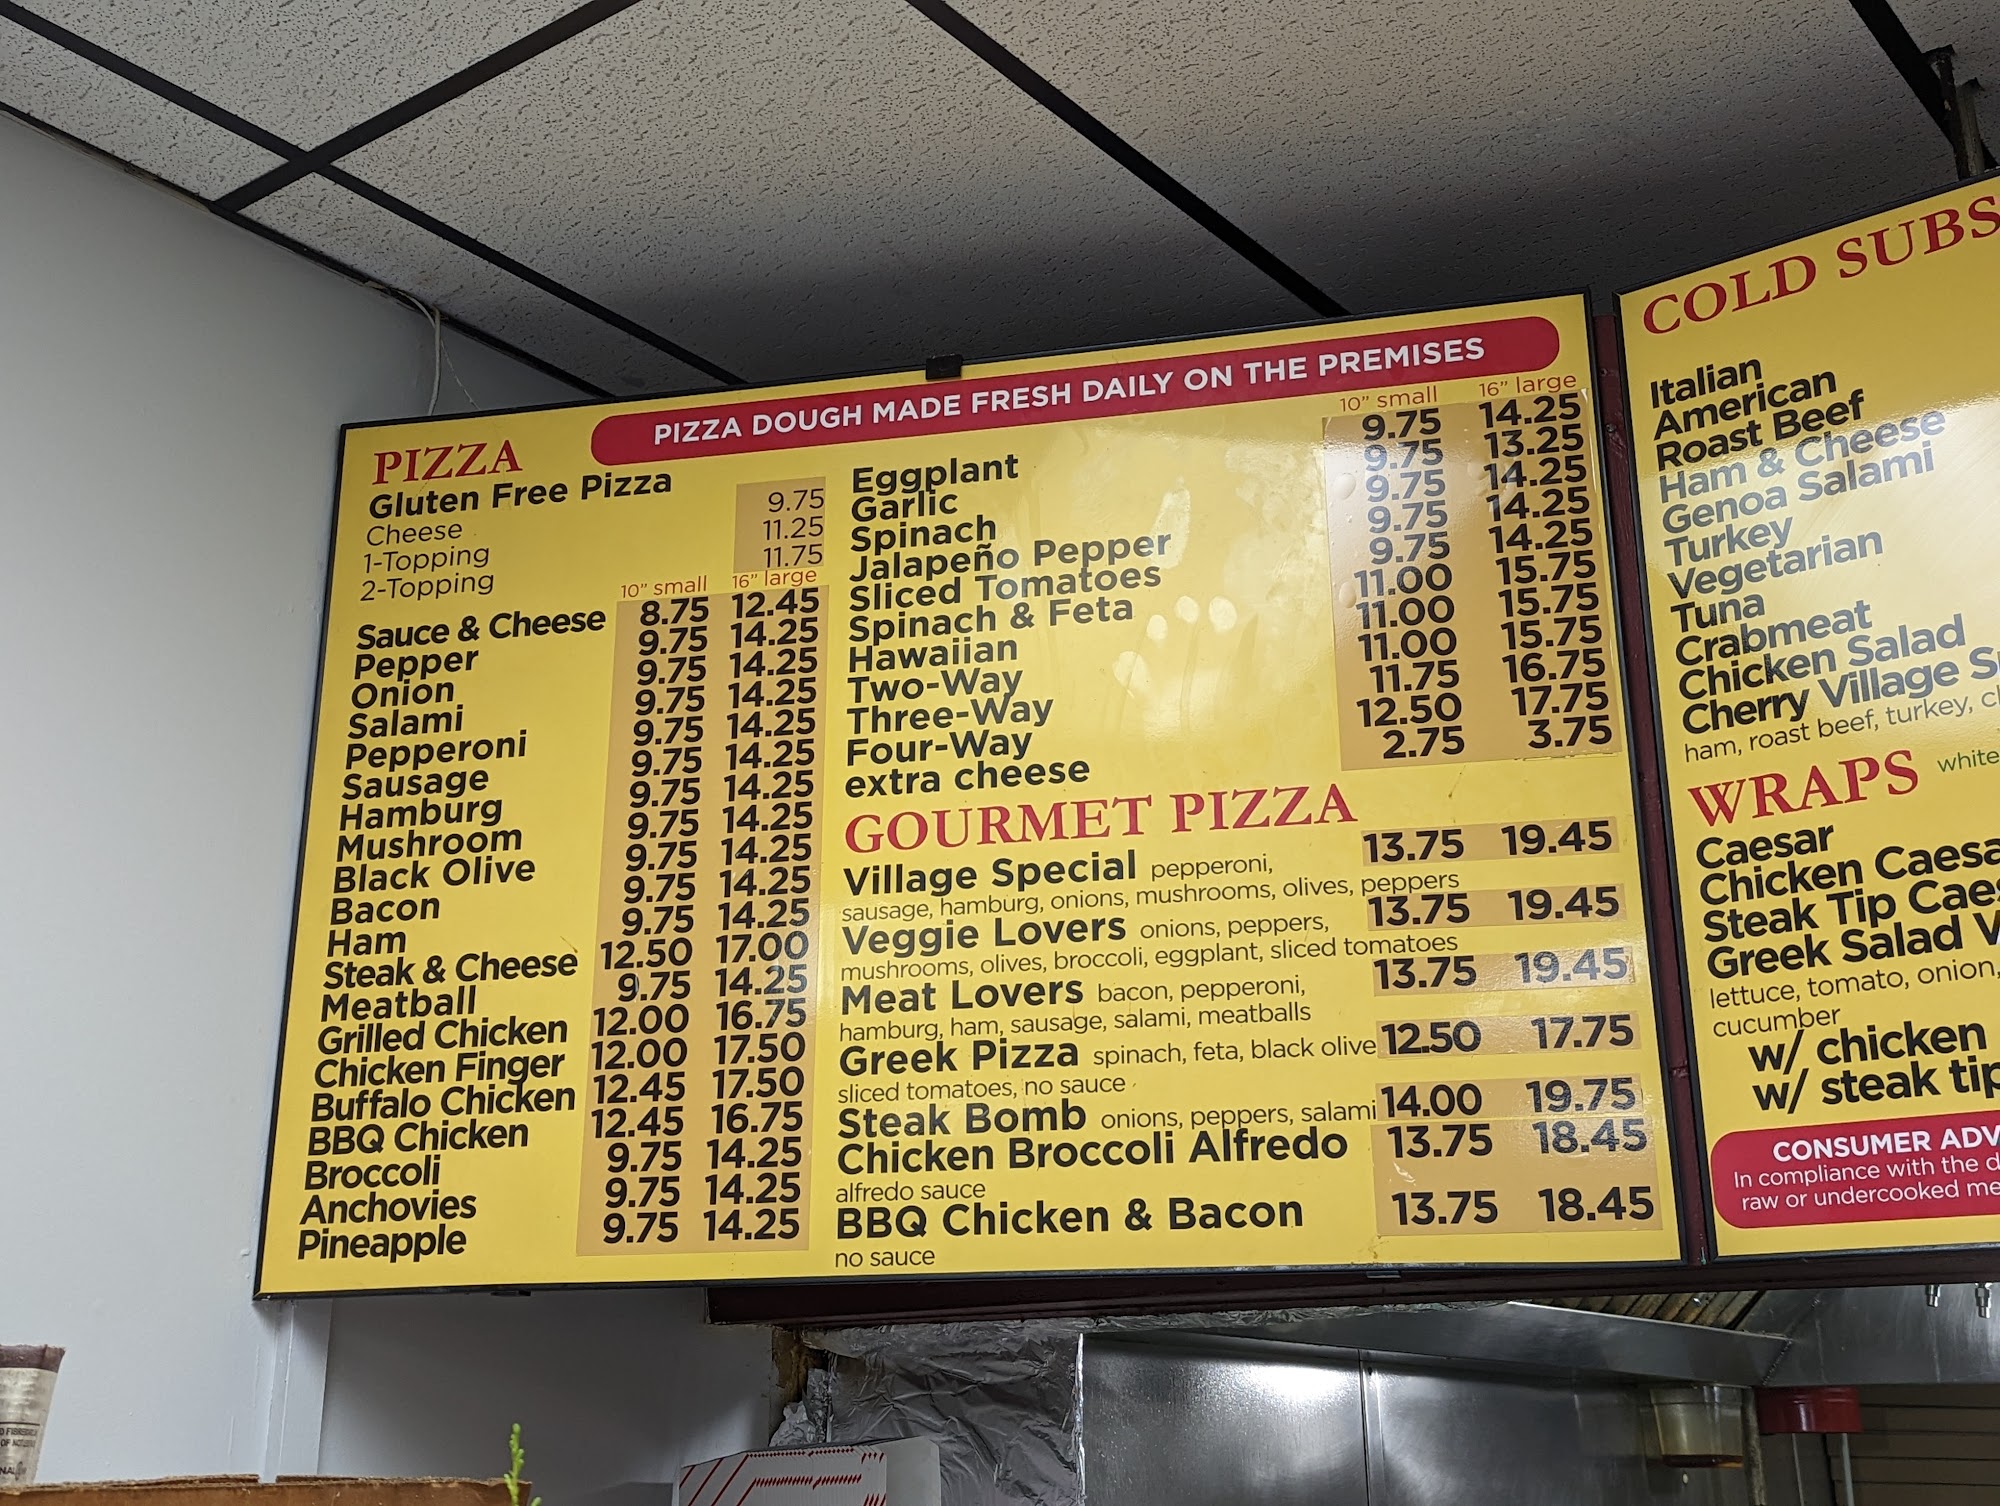 PIZZA DOUGH MADE FRESH DAILY ON THE PREMISES
PIZZA
Gluten Free Pizza
Cheese 9.75
1-Topping 11.25
2-Topping 11.75
10" small 16" large
Sauce & Cheese 8.75 12.45
Pepper 9.75 14.25
Onion 9.75 14.25
Salami 9.75 14.25
Pepperoni 9.75 14.25
Sausage 9.75 14.25
Hamburg 9.75 14.25
Mushroom 9.75 14.25
Black Olive 9.75 14.25
Bacon 9.75 14.25
Ham 9.75 14.25
Steak & Cheese 12.50 17.00
Meatball 9.75 14.25
Grilled Chicken 12.00 16.75
Chicken Finger 12.00 17.50
Buffalo Chicken 12.45 17.50
BBQ Chicken 12.45 16.75
Broccoli 9.75 14.25
Anchovies 9.75 14.25
Pineapple 9.75 14.25
10" small 16" large
Eggplant 9.75 14.25
Garlic 9.75 13.25
Spinach 9.75 14.25
Jalapeño Pepper 9.75 14.25
Sliced Tomatoes 9.75 14.25
Spinach & Feta 11.00 15.75
Hawaiian 11.00 15.75
Two-Way 11.00 15.75
Three-Way 11.75 16.75
Four-Way 12.50 17.75
extra cheese 2.75 3.75
GOURMET PIZZA
Village Special pepperoni, 13.75 19.45
sausage, hamburg, onions, mushrooms, olives, peppers
Veggie Lovers onions, peppers, 13.75 19.45
mushrooms, olives, broccoli, eggplant, sliced tomatoes
Meat Lovers bacon, pepperoni, 13.75 19.45
hamburg, ham, sausage, salami, meatballs
Greek Pizza spinach, feta, black olive 12.50 17.75
sliced tomatoes, no sauce
Steak Bomb onions, peppers, salami 14.00 19.75
Chicken Broccoli Alfredo 13.75 18.45
alfredo sauce
BBQ Chicken & Bacon 13.75 18.45
no sauce
COLD SUBS
Italian
American
Roast Beef
Ham & Cheese
Genoa Salami
Turkey
Vegetarian
Tuna
Crabmeat
Chicken Salad
Cherry Village
ham, roast beef, turkey,
WRAPS white
Caesar
Chicken
Steak Tip
Greek Salad
lettuce, tomato, onion,
cucumber
w/ chicken
w/ steak
CONSUMER
In compliance with the
raw or undercooked